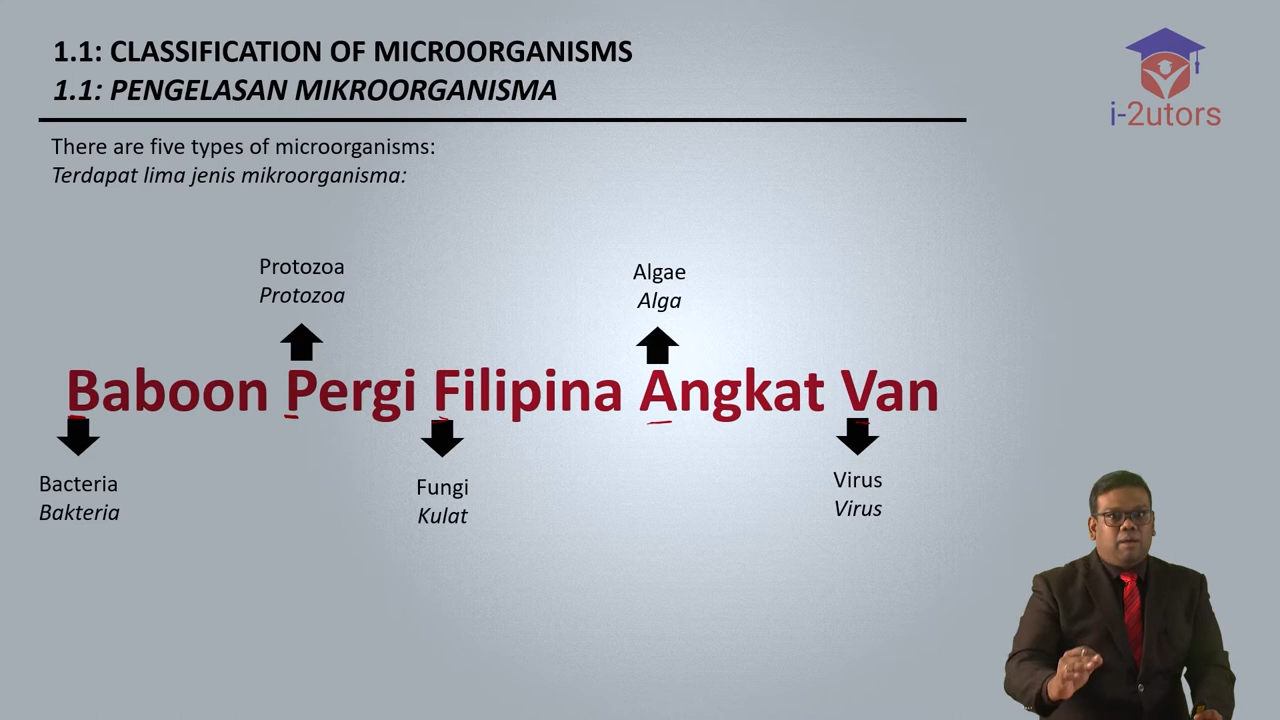 1.1: CLASSIFICATION OF MICROORGANISMS
1.1: PENGELASAN MIKROORGANISMA
i-2utors
There are five types of microorganisms:
Terdapat lima jenis mikroorganisma:
Protozoa
Protozoa
Algae
Alga
Baboon Pergi Filipina Angkat Van
Bacteria
Bakteria
Fungi
Kulat
Virus
Virus